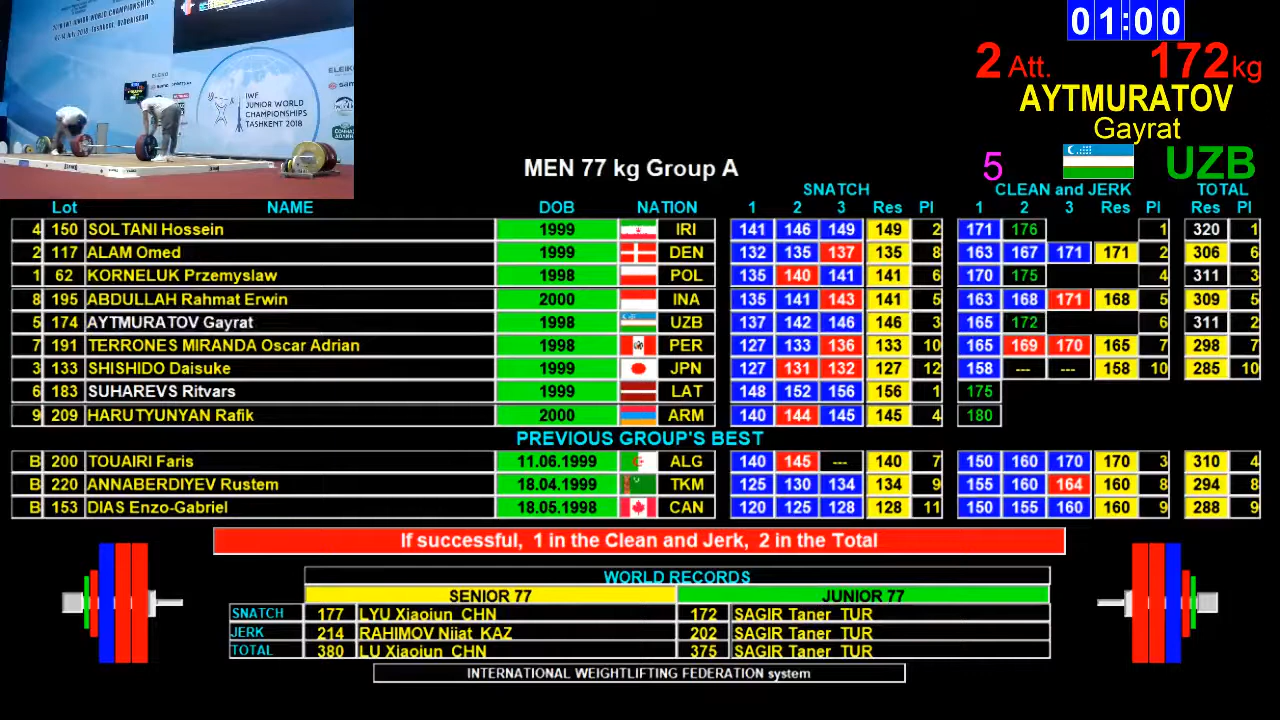 2018 IWF JUNIOR WORLD CHAMPIONSHIPS
07-14 July, 2018, Tashkent, Uzbekistan
ELEIKO
IWF
JUNIOR WORLD
CHAMPIONSHIPS
TASHKENT 2018
01:00
2 Att. 172kg
AYTMURATOV
Gayrat
5 UZB
MEN 77 kg Group A
SNATCH CLEAN and JERK TOTAL
Lot NAME DOB NATION 1 2 3 Res Pl 1 2 3 Res Pl Res Pl
4 150 SOLTANI Hossein 1999 IRI 141 146 149 149 2 171 176 1 320 1
2 117 ALAM Omed 1999 DEN 132 135 137 135 8 163 167 171 171 2 306 6
1 62 KORNELUK Przemyslaw 1998 POL 135 140 141 141 6 170 175 4 311 3
8 195 ABDULLAH Rahmat Erwin 2000 INA 135 141 143 141 5 163 168 171 168 5 309 5
5 174 AYTMURATOV Gayrat 1998 UZB 137 142 146 146 3 165 172 6 311 2
7 191 TERRONES MIRANDA Oscar Adrian 1998 PER 127 133 136 133 10 165 169 170 165 7 298 7
3 133 SHISHIDO Daisuke 1999 JPN 127 131 132 127 12 158 --- --- 158 10 285 10
6 183 SUHAREVS Ritvars 1999 LAT 148 152 156 156 1 175
9 209 HARUTYUNYAN Rafik 2000 ARM 140 144 145 145 4 180
PREVIOUS GROUP'S BEST
B 200 TOUAIRI Faris 11.06.1999 ALG 140 145 --- 140 7 150 160 170 170 3 310 4
B 220 ANNABERDIYEV Rustem 18.04.1999 TKM 125 130 134 134 9 155 160 164 160 8 294 8
B 153 DIAS Enzo-Gabriel 18.05.1998 CAN 120 125 128 128 11 150 155 160 160 9 288 9
If successful, 1 in the Clean and Jerk, 2 in the Total
WORLD RECORDS
SENIOR 77 JUNIOR 77
SNATCH 177 LYU Xiaojun CHN 172 SAGIR Taner TUR
JERK 214 RAHIMOV Nijat KAZ 202 SAGIR Taner TUR
TOTAL 380 LU Xiaojun CHN 375 SAGIR Taner TUR
INTERNATIONAL WEIGHTLIFTING FEDERATION system